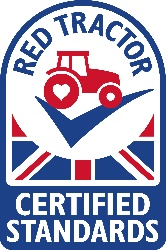 RED TRACTOR
CERTIFIED
STANDARDS